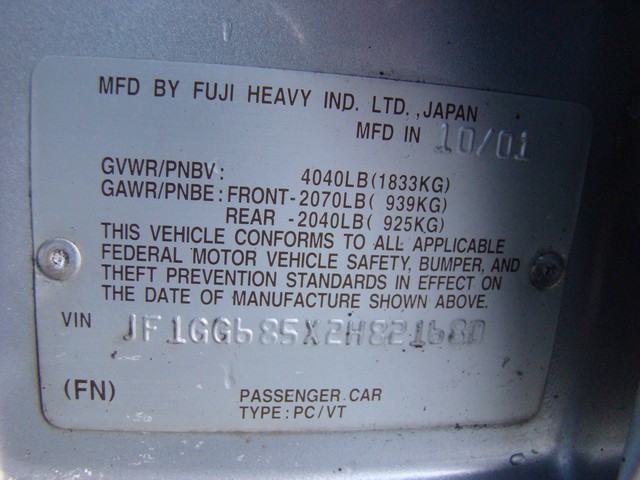 MFD BY FUJI HEAVY IND. LTD., JAPAN
MFD IN 10/01
GVWR/PNBV: 4040LB(1833KG)
GAWR/PNBE: FRONT-2070LB( 939KG)
REAR -2040LB( 925KG)
THIS VEHICLE CONFORMS TO ALL APPLICABLE
FEDERAL MOTOR VEHICLE SAFETY, BUMPER, AND
THEFT PREVENTION STANDARDS IN EFFECT ON
THE DATE OF MANUFACTURE SHOWN ABOVE.
VIN JF1GG685X2H821680
(FN) PASSENGER CAR
TYPE: PC/VT